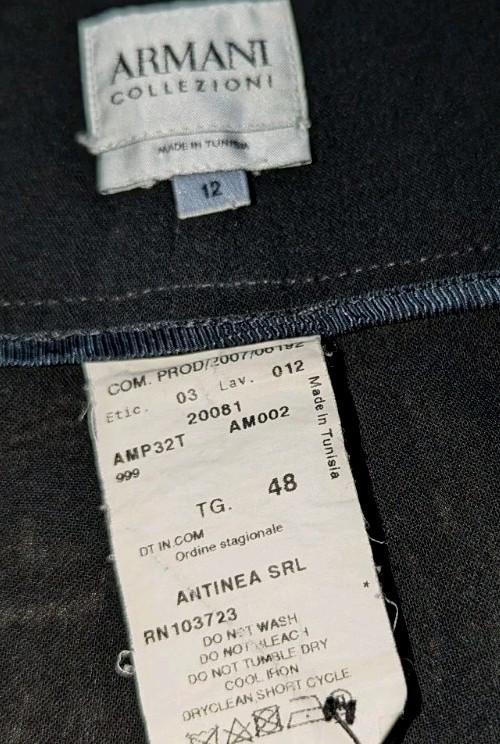 ARMANI
COLLEZIONI
MADE IN TUNISIA
12
COM. PROD/2007/06192
Etic. 03 Lav. 012
20081
AMP32T AM002
999
Made In Tunisia
TG. 48
DT IN.COM
Ordine stagionale
ANTINEA SRL
*
RN103723
DO NOT WASH
DO NOT BLEACH
DO NOT TUMBLE DRY
COOL IRON
DRYCLEAN,SHORT CYCLE